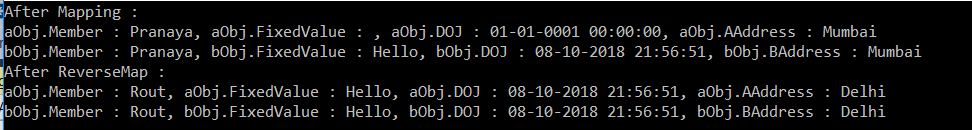 After Mapping :
aObj.Member : Pranaya, aObj.FixedValue : , aObj.DOJ : 01-01-0001 00:00:00, aObj.AAddress : Mumbai
bObj.Member : Pranaya, bObj.FixedValue : Hello, bObj.DOJ : 08-10-2018 21:56:51, bObj.BAddress : Mumbai
After ReverseMap :
aObj.Member : Rout, aObj.FixedValue : Hello, aObj.DOJ : 08-10-2018 21:56:51, aObj.AAddress : Delhi
bObj.Member : Rout, bObj.FixedValue : Hello, bObj.DOJ : 08-10-2018 21:56:51, bObj.BAddress : Delhi